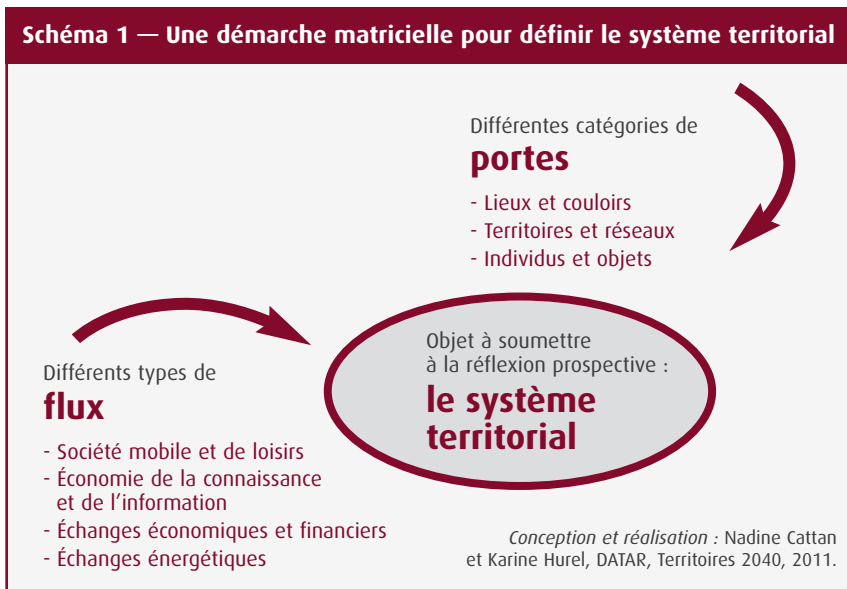 Schéma 1 — Une démarche matricielle pour définir le système territorial
Différentes catégories de
portes
- Lieux et couloirs
- Territoires et réseaux
- Individus et objets
Objet à soumettre
à la réflexion prospective :
le système
territorial
Différents types de
flux
- Société mobile et de loisirs
- Économie de la connaissance
et de l'information
- Échanges économiques et financiers
- Échanges énergétiques
Conception et réalisation : Nadine Cattan
et Karine Hurel, DATAR, Territoires 2040, 2011.